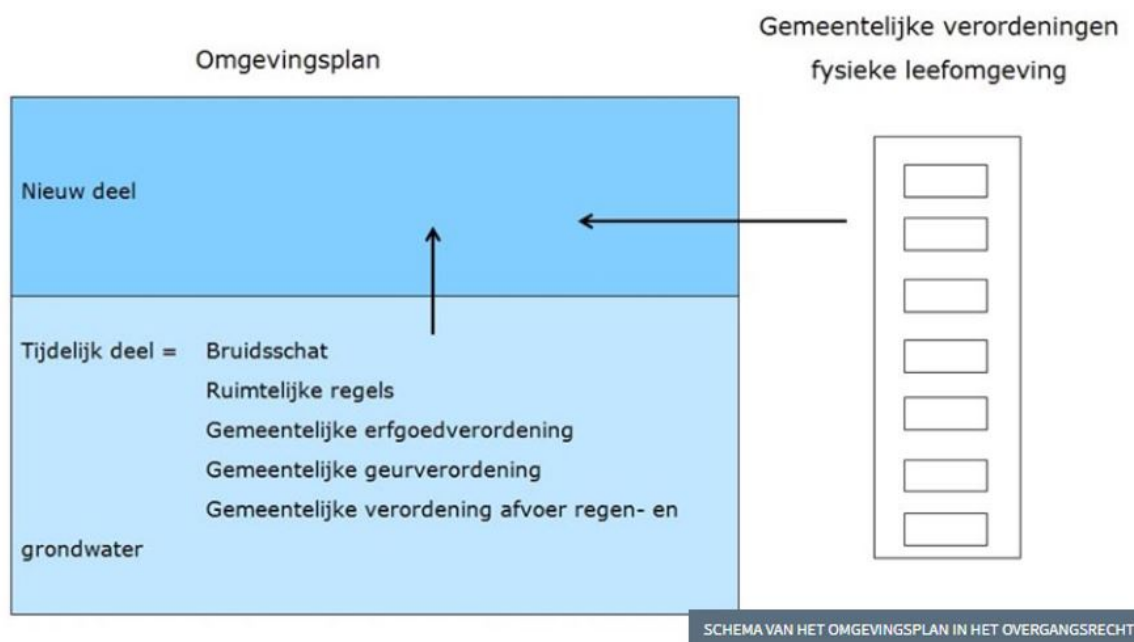 Omgevingsplan
Gemeentelijke verordeningen
fysieke leefomgeving
Nieuw deel
Tijdelijk deel = Bruidsschat
Ruimtelijke regels
Gemeentelijke erfgoedverordening
Gemeentelijke geurverordening
Gemeentelijke verordening afvoer regen- en
grondwater
SCHEMA VAN HET OMGEVINGSPLAN IN HET OVERGANGSRECHT